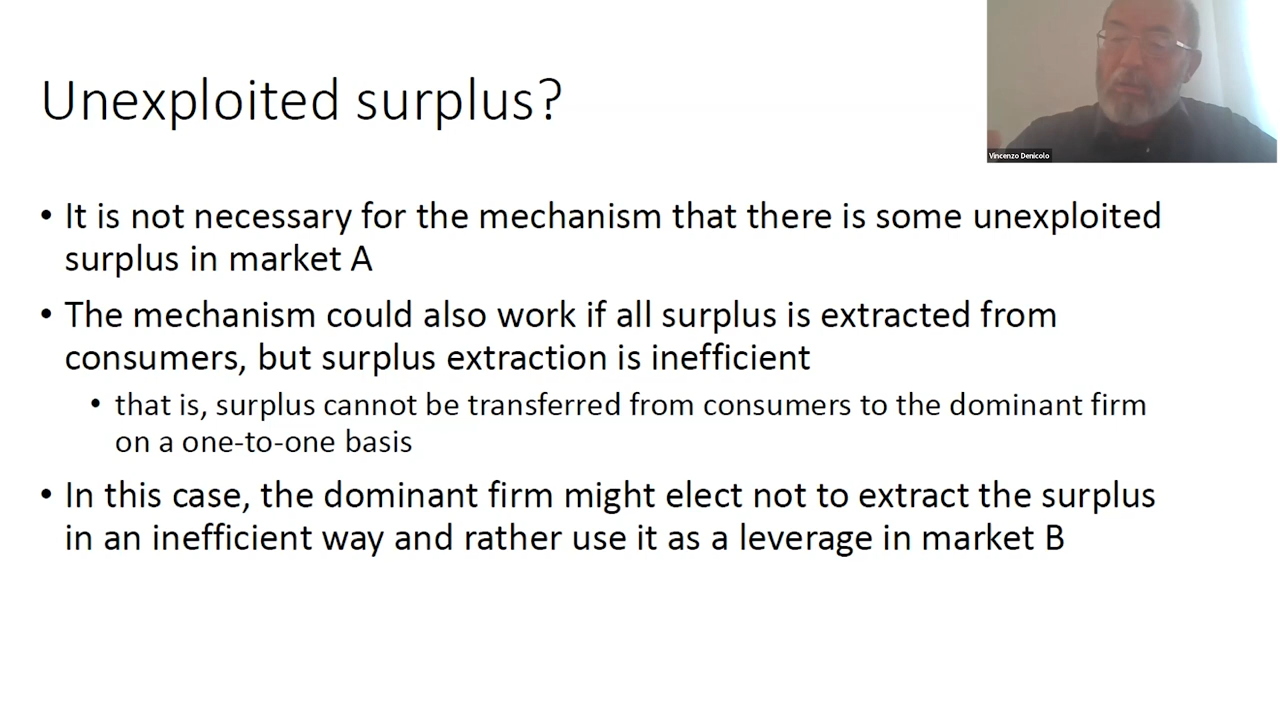 Unexploited surplus?
Vincenzo Denicolo
• It is not necessary for the mechanism that there is some unexploited
surplus in market A
• The mechanism could also work if all surplus is extracted from
consumers, but surplus extraction is inefficient
• that is, surplus cannot be transferred from consumers to the dominant firm
on a one-to-one basis
• In this case, the dominant firm might elect not to extract the surplus
in an inefficient way and rather use it as a leverage in market B